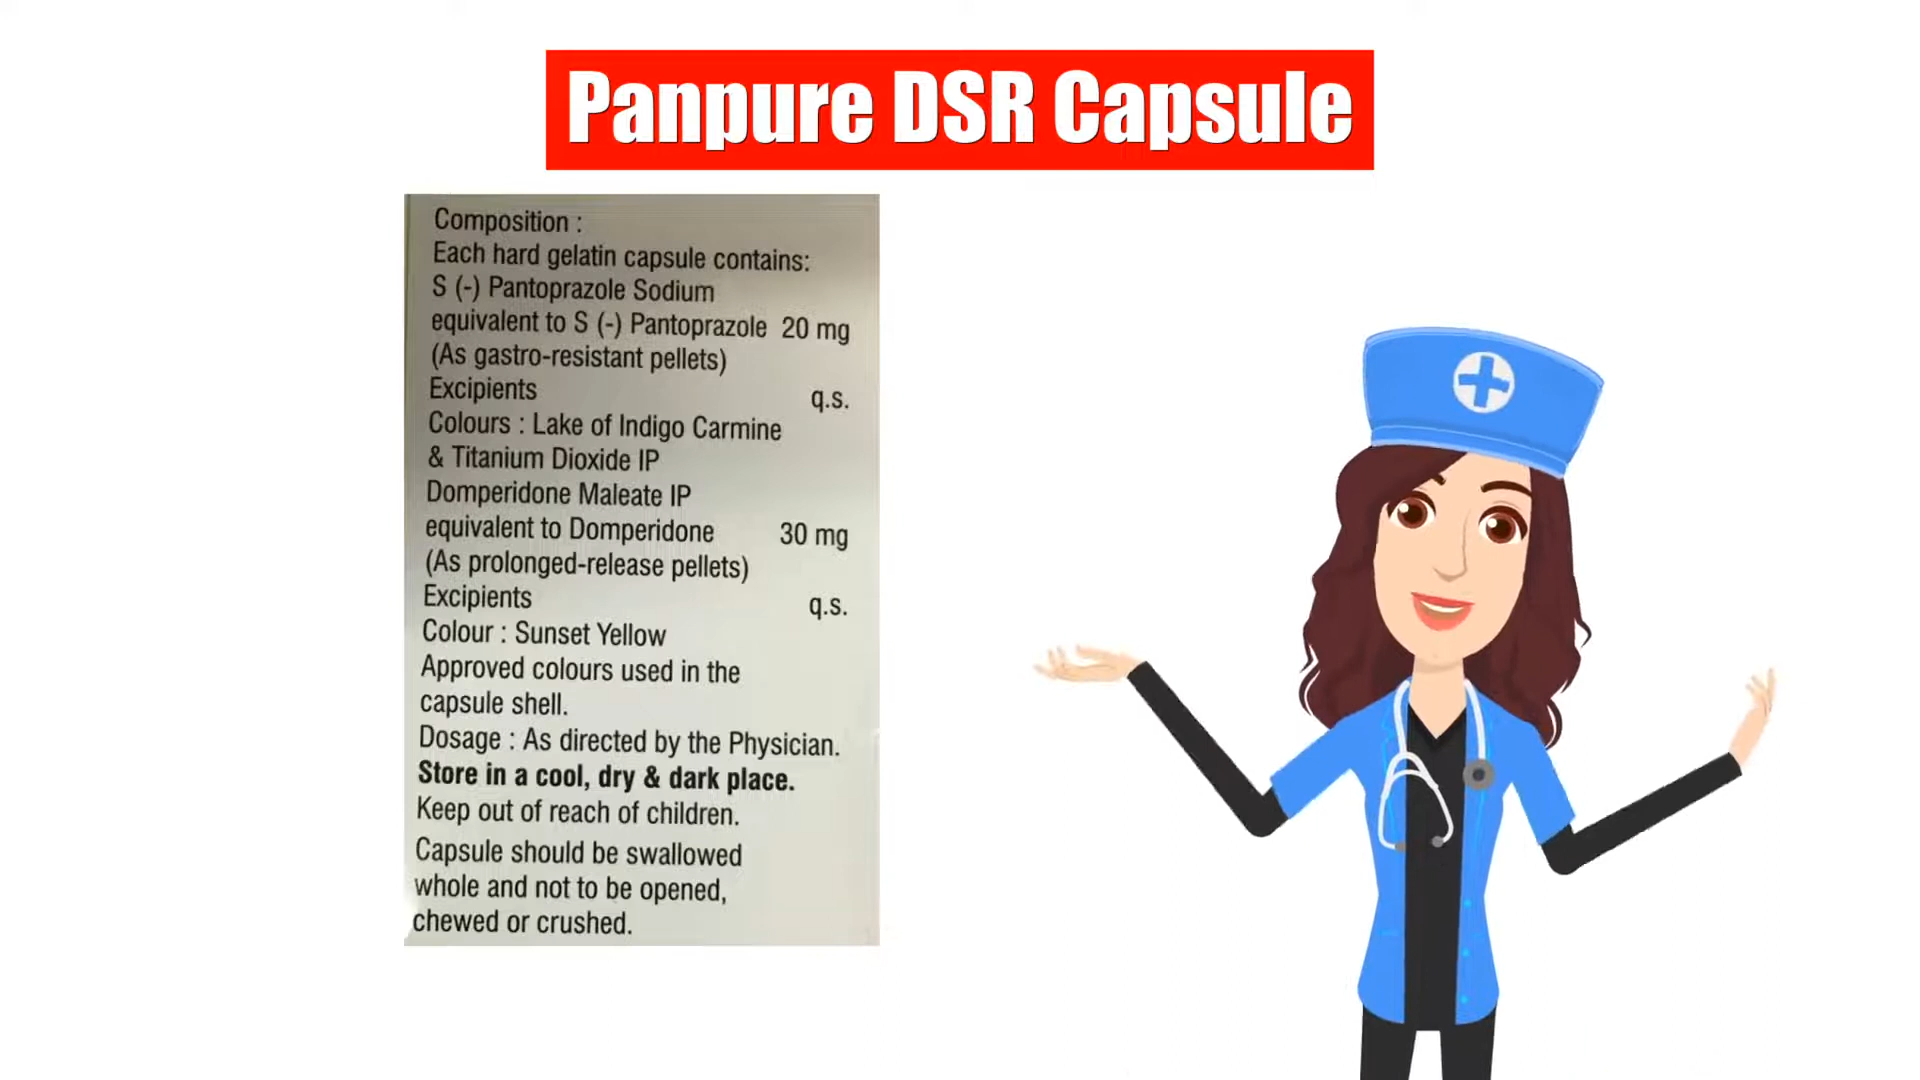 Panpure DSR Capsule
Composition :
Each hard gelatin capsule contains:
S (-) Pantoprazole Sodium
equivalent to S (-) Pantoprazole 20 mg
(As gastro-resistant pellets)
Excipients q.s.
Colours : Lake of Indigo Carmine
& Titanium Dioxide IP
Domperidone Maleate IP
equivalent to Domperidone 30 mg
(As prolonged-release pellets)
Excipients q.s.
Colour : Sunset Yellow
Approved colours used in the
capsule shell.
Dosage : As directed by the Physician.
Store in a cool, dry & dark place.
Keep out of reach of children.
Capsule should be swallowed
whole and not to be opened,
chewed or crushed.